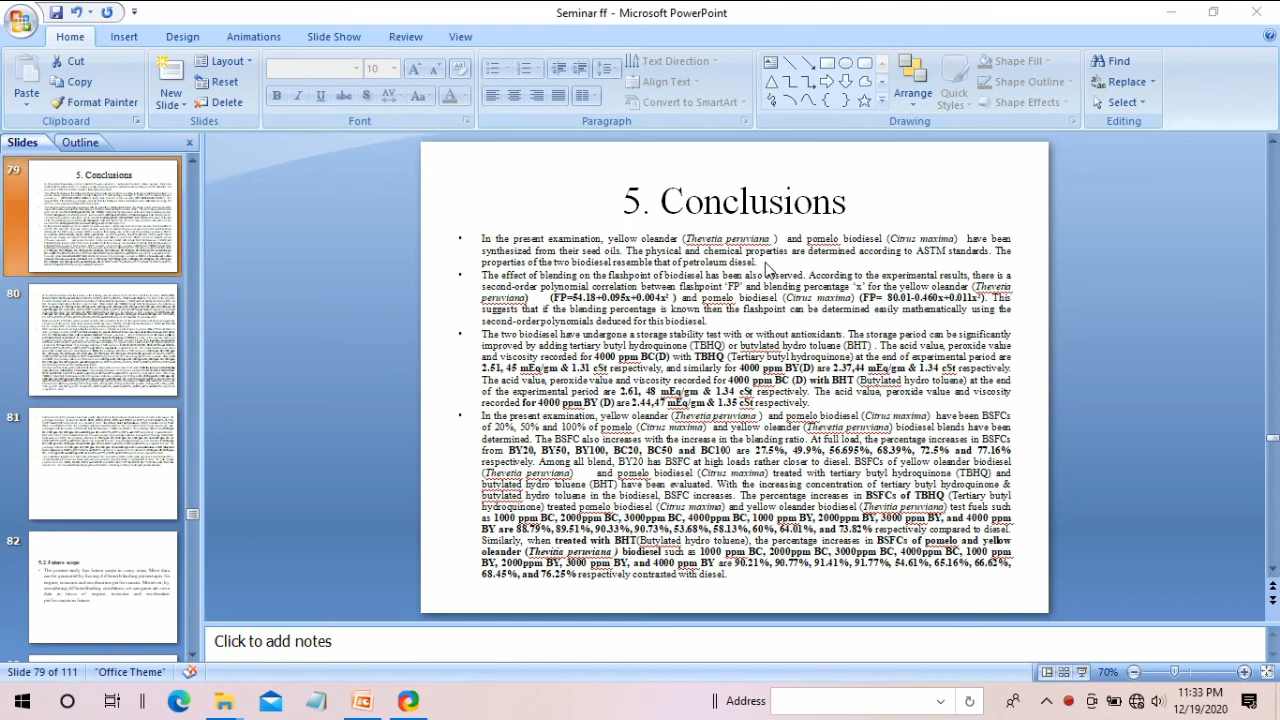 Seminar ff - Microsoft PowerPoint
Home Insert Design Slide Show Animations Review View
Cut
Copy
Format Painter
Paste
Clipboard
New
Slide
Layout
Reset
Delete
Slides
10
B I U abc S AV Aa A
Font
Text Direction
Align Text
Convert to SmartArt
Paragraph
Arrange
Quick
Styles
Shape Fill
Shape Outline
Shape Effects
Drawing
Find
Replace
Select
Editing
Slides Outline
79
5. Conclusions
80
81
82
5.2 Future scope
5. Conclusions
• In the present examination, yellow oleander (Thevetia peruviana ) and pomelo biodiesel (Citrus maxima) have been
synthesized from their seed oils. The physical and chemical properties are determined according to ASTM standards. The
properties of the two biodiesel resemble that of petroleum diesel.
• The effect of blending on the flashpoint of biodiesel has been also observed. According to the experimental results, there is a
second-order polynomial correlation between flashpoint ‘FP’ and blending percentage ‘x’ for the yellow oleander (Thevetia
peruviana) (FP=54.18+0.095x+0.004x² ) and pomelo biodiesel (Citrus maxima) (FP= 80.01-0.460x+0.011x²). This
suggests that if the blending percentage is known then the flashpoint can be determined easily mathematically using the
second-orderpolynomials deduced for this biodiesel.
• The two biodiesel have undergone a storage stability test with or without antioxidants. The storage period can be significantly
improved by adding tertiary butyl hydroquinone (TBHQ) or butylated hydro toluene (BHT) . The acid value, peroxide value
and viscosity recorded for 4000 ppm BC(D) with TBHQ (Tertiary butyl hydroquinone) at the end of experimental period are
2.51, 45 mEq/gm & 1.31 cSt respectively, and similarly for 4000 ppm BY(D) are 2.37,44 mEq/gm & 1.34 cSt respectively.
The acid value, peroxide value and viscosity recorded for 4000 ppm BC (D) with BHT (Butylated hydro toluene) at the end
of the experimental period are 2.61, 48 mEq/gm & 1.34 cSt respectively. The acid value, peroxide value and viscosity
recorded for 4000 ppm BY (D) are 2.41,47 mEq/gm & 1.35 cSt respectively.
• In the present examination, yellow oleander (Thevetia peruviana ) and pomelo biodiesel (Citrus maxima) have been BSFCs
of 20%, 50% and 100% of pomelo (Citrus maxima) and yellow oleander (Thevetia peruviana) biodiesel blends have been
determined. The BSFC also increases with the increase in the blending ratio. At full load, the percentage increases in BSFCs
from BY20, BY50, BY100, BC20, BC50 and BC100 are 27.5%, 49.9%, 56.695%, 68.39%, 72.5% and 77.16%
respectively. Among all blend, BY20 has BSFC at high loads rather closer to diesel. BSFCs of yellow oleander biodiesel
(Thevetia peruviana) and pomelo biodiesel (Citrus maxima) treated with tertiary butyl hydroquinone (TBHQ) and
butylated hydro toluene (BHT) have been evaluated. With the increasing concentration of tertiary butyl hydroquinone &
butylated hydro toluene in the biodiesel, BSFC increases. The percentage increases in BSFCs of TBHQ (Tertiary butyl
hydroquinone) treated pomelo biodiesel (Citrus maxima) and yellow oleander biodiesel (Thevetia peruviana) test fuels such
as 1000 ppm BC, 2000ppm BC, 3000ppm BC, 4000ppm BC, 1000 ppm BY, 2000ppm BY, 3000 ppm BY, and 4000 ppm
BY are 88.79%, 89.51%, 90.33%, 90.73%, 53.68%, 58.13%, 60%, 64.01%, and 73.82% respectively compared to diesel.
Similarly, when treated with BHT(Butylated hydro toluene), the percentage increases in BSFCs of pomelo and yellow
oleander (Thevetia peruviana ) biodiesel such as 1000 ppm BC, 2000ppm BC, 3000ppm BC, 4000ppm BC, 1000 ppm
BY, 2000ppm BY, 3000 ppm BY, and 4000 ppm BY are 90.21%, 90.77%, 91.41%, 91.77%, 54.61%, 65.16%, 66.62%,
68.45%, and 76.25% respectively contrasted with diesel.
Click to add notes
Slide 79 of 111 "Office Theme" 70%
Address
11:33 PM
12/19/2020